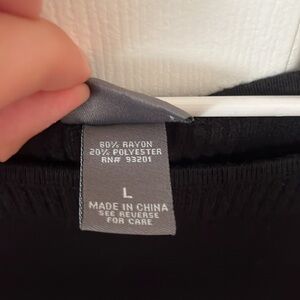 80% RAYON
20% POLYESTER
RN# 93201
L
MADE IN CHINA
SEE REVERSE
FOR CARE